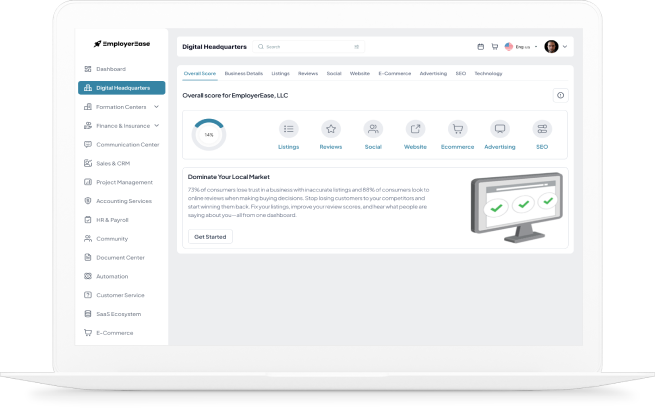 EmployerEase
Digital Headquarters
Search
Eng (US)
Dashboard
Digital Headquarters
Formation Centers
Finance & Insurance
Communication Center
Sales & CRM
Project Management
Accounting Services
HR & Payroll
Community
Document Center
Automation
Customer Service
SaaS Ecosystem
E-Commerce
Overall Score Business Details Listings Reviews Social Website E-Commerce Advertising SEO Technology
Overall score for EmployerEase, LLC
14%
Listings Reviews Social Website Ecommerce Advertising SEO
Dominate Your Local Market
73% of consumers lose trust in a business with inaccurate listings and 88% of consumers look to
online reviews when making buying decisions. Stop losing customers to your competitors and
start winning them back. Fix your listings, improve your review scores, and hear what people are
saying about you—all from one dashboard.
Get Started